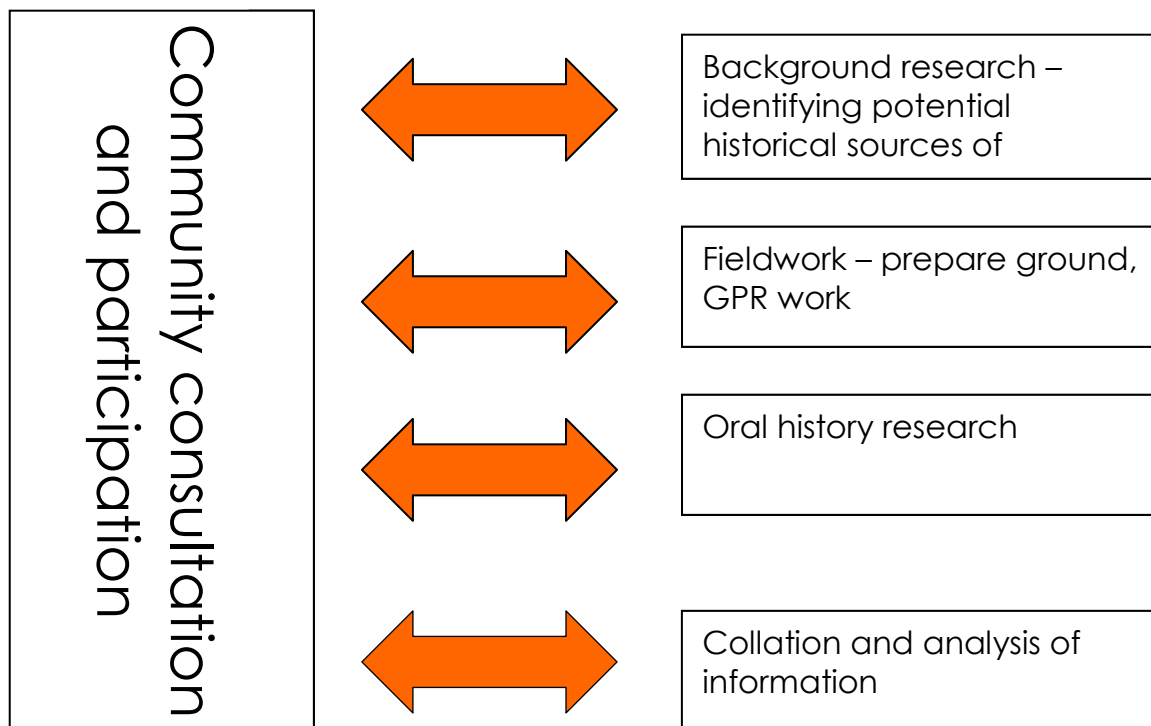 Community consultation
and participation
Background research –
identifying potential
historical sources of
Fieldwork – prepare ground,
GPR work
Oral history research
Collation and analysis of
information